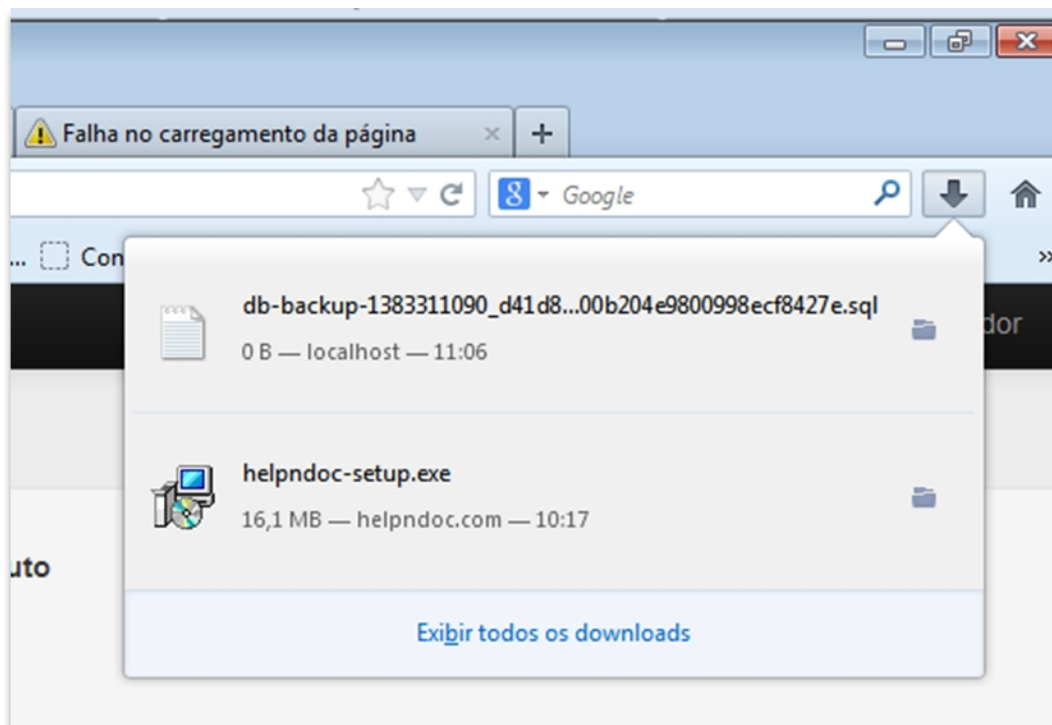 Falha no carregamento da página
Google
... Con
»
db-backup-1383311090_d41d8...00b204e9800998ecf8427e.sql
dor
0 B — localhost — 11:06
helpndoc-setup.exe
16,1 MB — helpndoc.com — 10:17
uto
Exibir todos os downloads